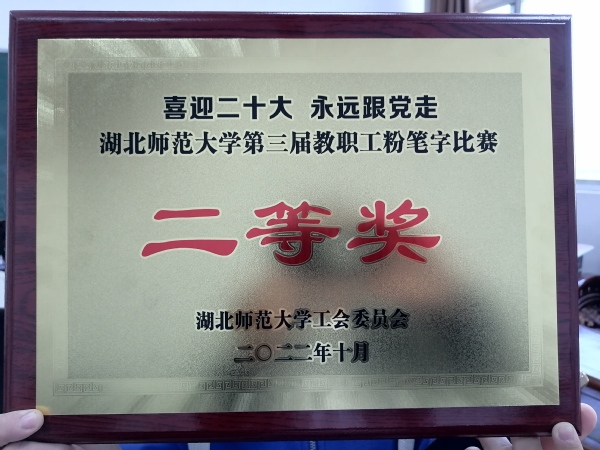 喜迎二十大 永远跟党走
湖北师范大学第三届教职工粉笔字比赛
二等奖
湖北师范大学工会委员会
二〇二二年十月